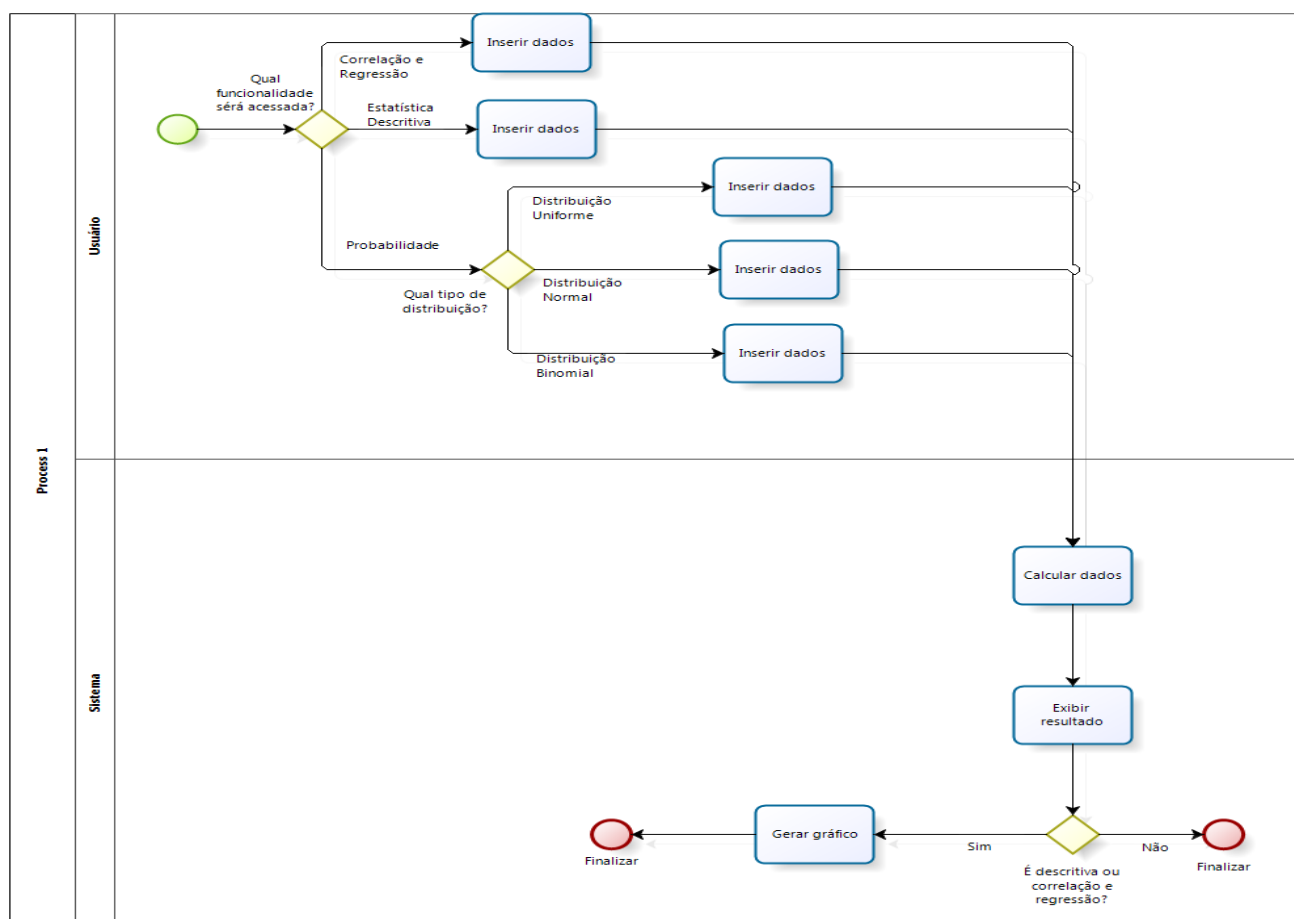 Process 1
Usuário
Sistema
Qual
funcionalidade
sérá acessada?
Correlação e
Regressão
Inserir dados
Estatística
Descritiva
Inserir dados
Probabilidade
Qual tipo de
distribuição?
Distribuição
Uniforme
Inserir dados
Distribuição
Normal
Inserir dados
Distribuição
Binomial
Inserir dados
Calcular dados
Exibir
resultado
É descritiva ou
correlação e
regressão?
Sim
Gerar gráfico
Finalizar
Não
Finalizar